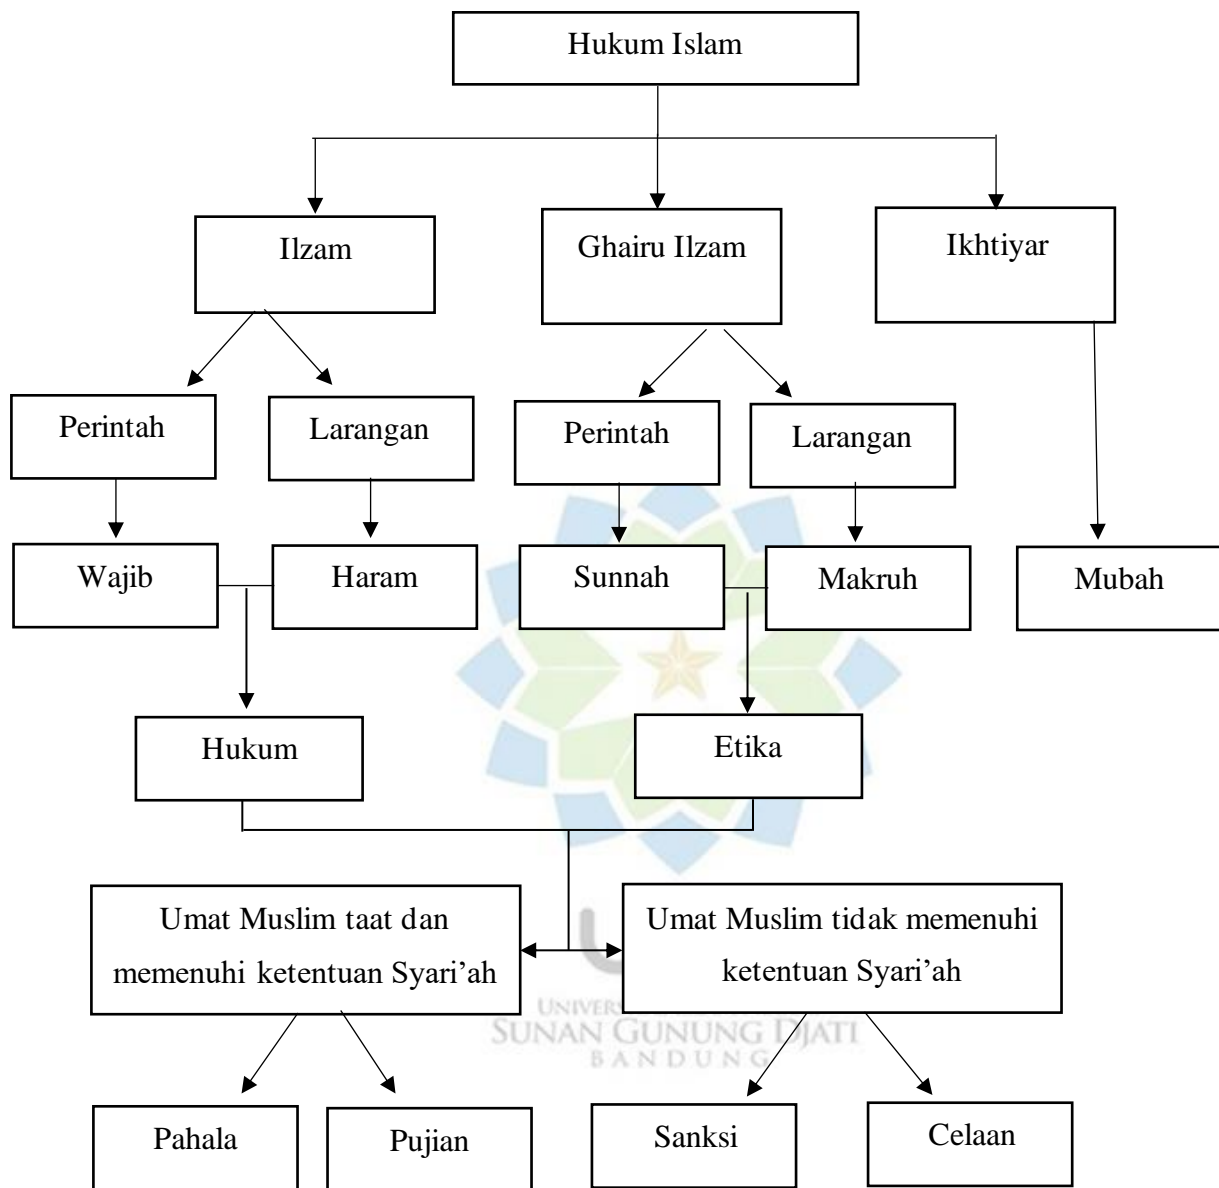 Hukum Islam
Ilzam
Ghairu Ilzam
Ikhtiyar
Perintah
Larangan
Perintah
Larangan
Wajib
Haram
Sunnah
Makruh
Mubah
Hukum
Etika
Umat Muslim taat dan
memenuhi ketentuan Syari’ah
Umat Muslim tidak memenuhi
ketentuan Syari’ah
SUNAN GUNUNG DJATI
BANDUNG
Pahala
Pujian
Sanksi
Celaan